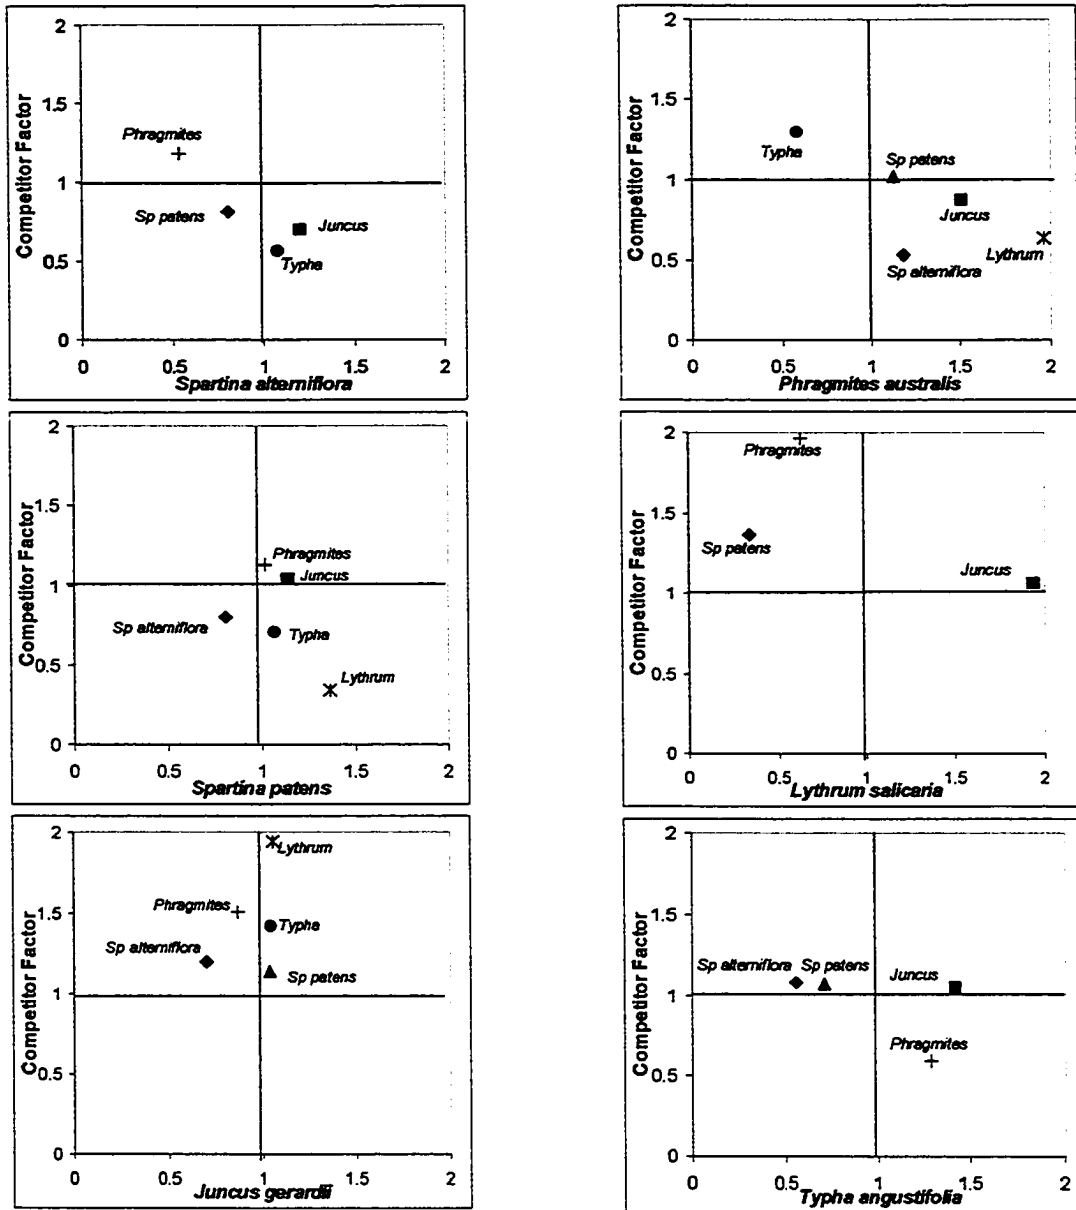 2
1.5
1
0.5
0
Competitor Factor
Phragmites
Sp patens
Juncus
Typha
0 0.5 1 1.5 2
Spartina alterniflora
2
1.5
1
0.5
0
Competitor Factor
Typha
Sp patens
Juncus
Sp alterniflora
Lythrum
0 0.5 1 1.5 2
Phragmites australis
2
1.5
1
0.5
0
Competitor Factor
Phragmites
Juncus
Sp alterniflora
Typha
Lythrum
0 0.5 1 1.5 2
Spartina patens
2
1.5
1
0.5
0
Competitor Factor
Phragmites
Sp patens
Juncus
0 0.5 1 1.5 2
Lythrum salicaria
2
1.5
1
0.5
0
Competitor Factor
Lythrum
Phragmites
Typha
Sp alterniflora
Sp patens
0 0.5 1 1.5 2
Juncus gerardii
2
1.5
1
0.5
0
Competitor Factor
Sp alterniflora
Sp patens
Juncus
Phragmites
0 0.5 1 1.5 2
Typha angustifolia